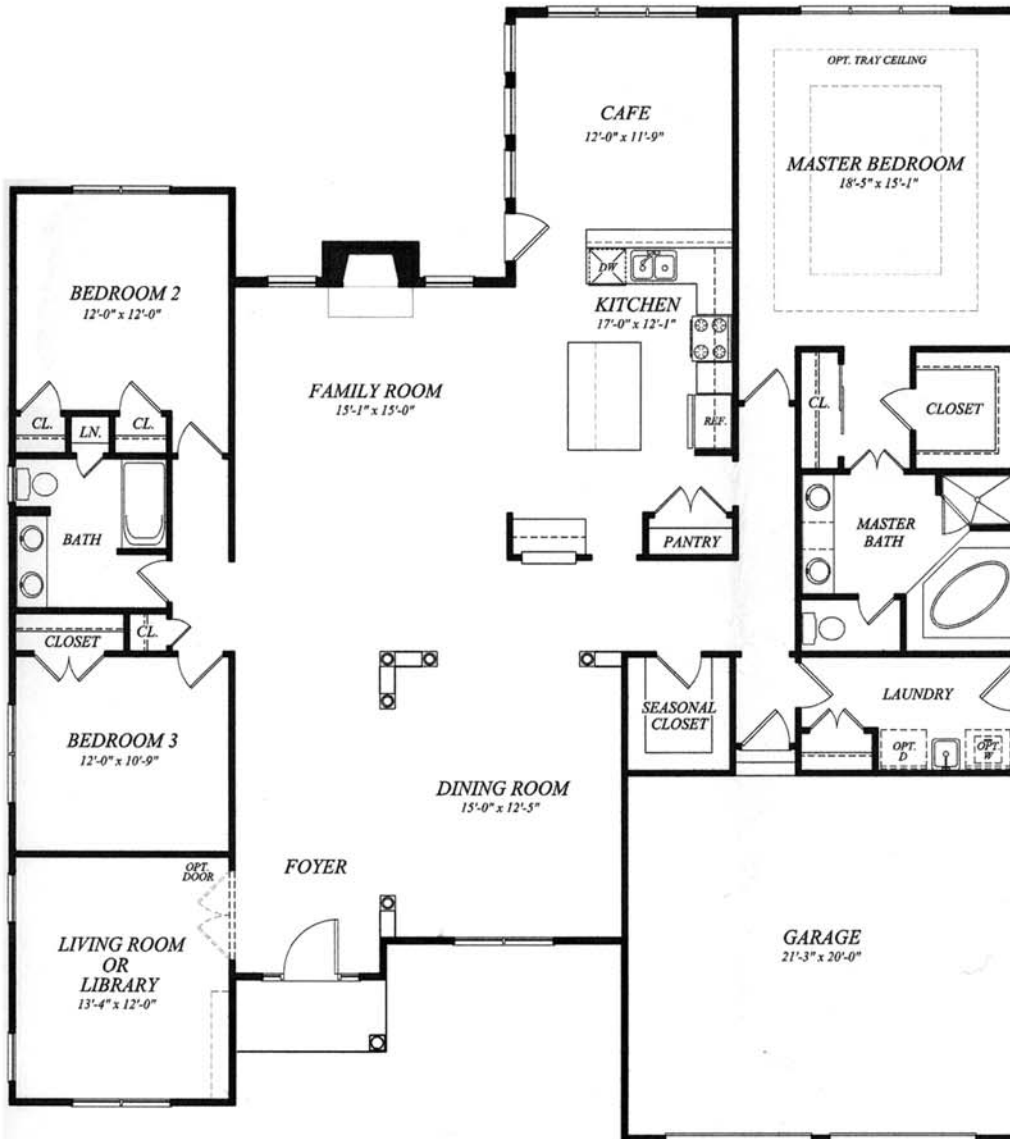 CAFE
12'-0" x 11'-9"
OPT. TRAY CEILING
MASTER BEDROOM
18'-5" x 15'-1"
BEDROOM 2
12'-0" x 12'-0"
DW
KITCHEN
17'-0" x 12'-1"
FAMILY ROOM
15'-1" x 15'-0"
REF.
CL.
LN.
CL.
CL.
CLOSET
BATH
PANTRY
MASTER
BATH
CLOSET
CL.
SEASONAL
CLOSET
LAUNDRY
OPT.
D
OPT.
W
BEDROOM 3
12'-0" x 10'-9"
DINING ROOM
15'-0" x 12'-5"
OPT.
DOOR
FOYER
LIVING ROOM
OR
LIBRARY
13'-4" x 12'-0"
GARAGE
21'-3" x 20'-0"